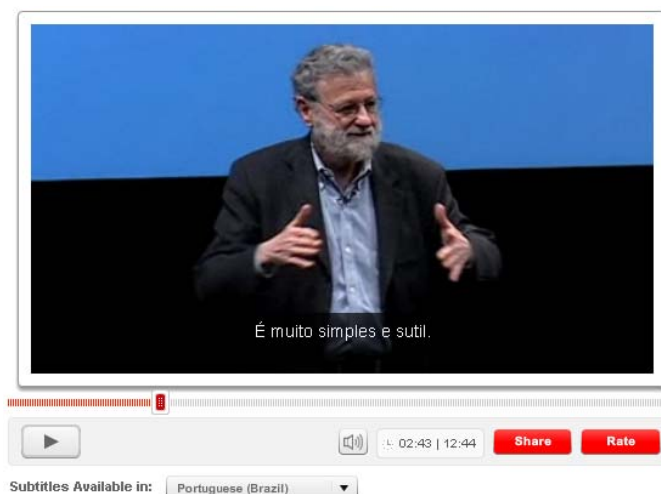 É muito simples e sutil.
02:43 | 12:44
Share
Rate
Subtitles Available in:
Portuguese (Brazil)